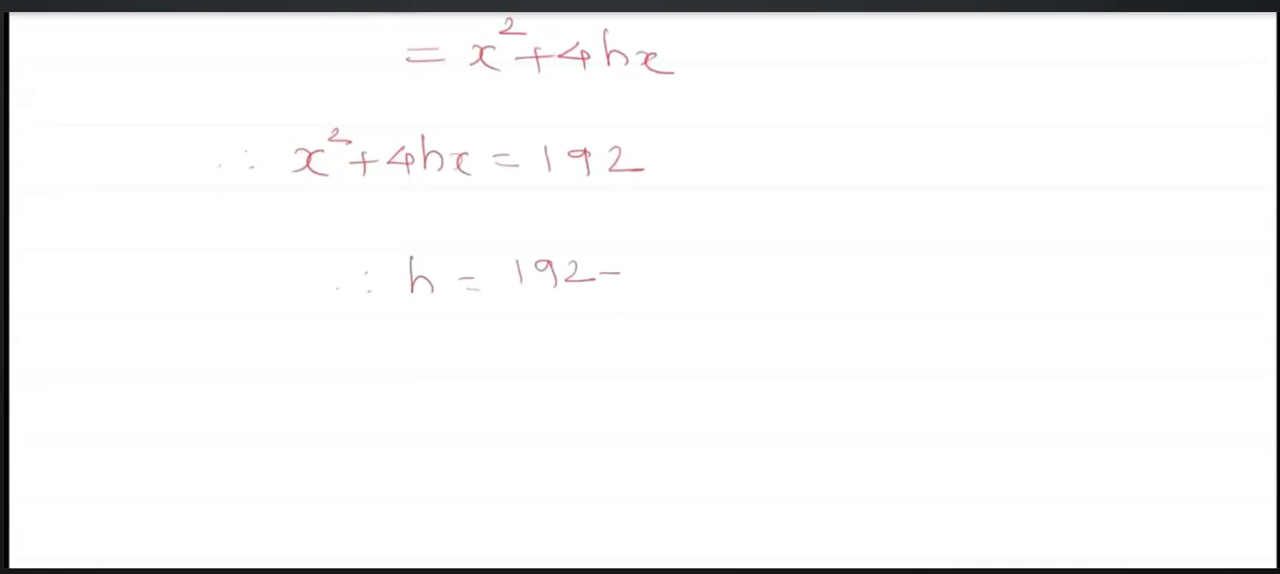 = x²+4hx
∴ x²+4hx = 192
∴ h = 192-